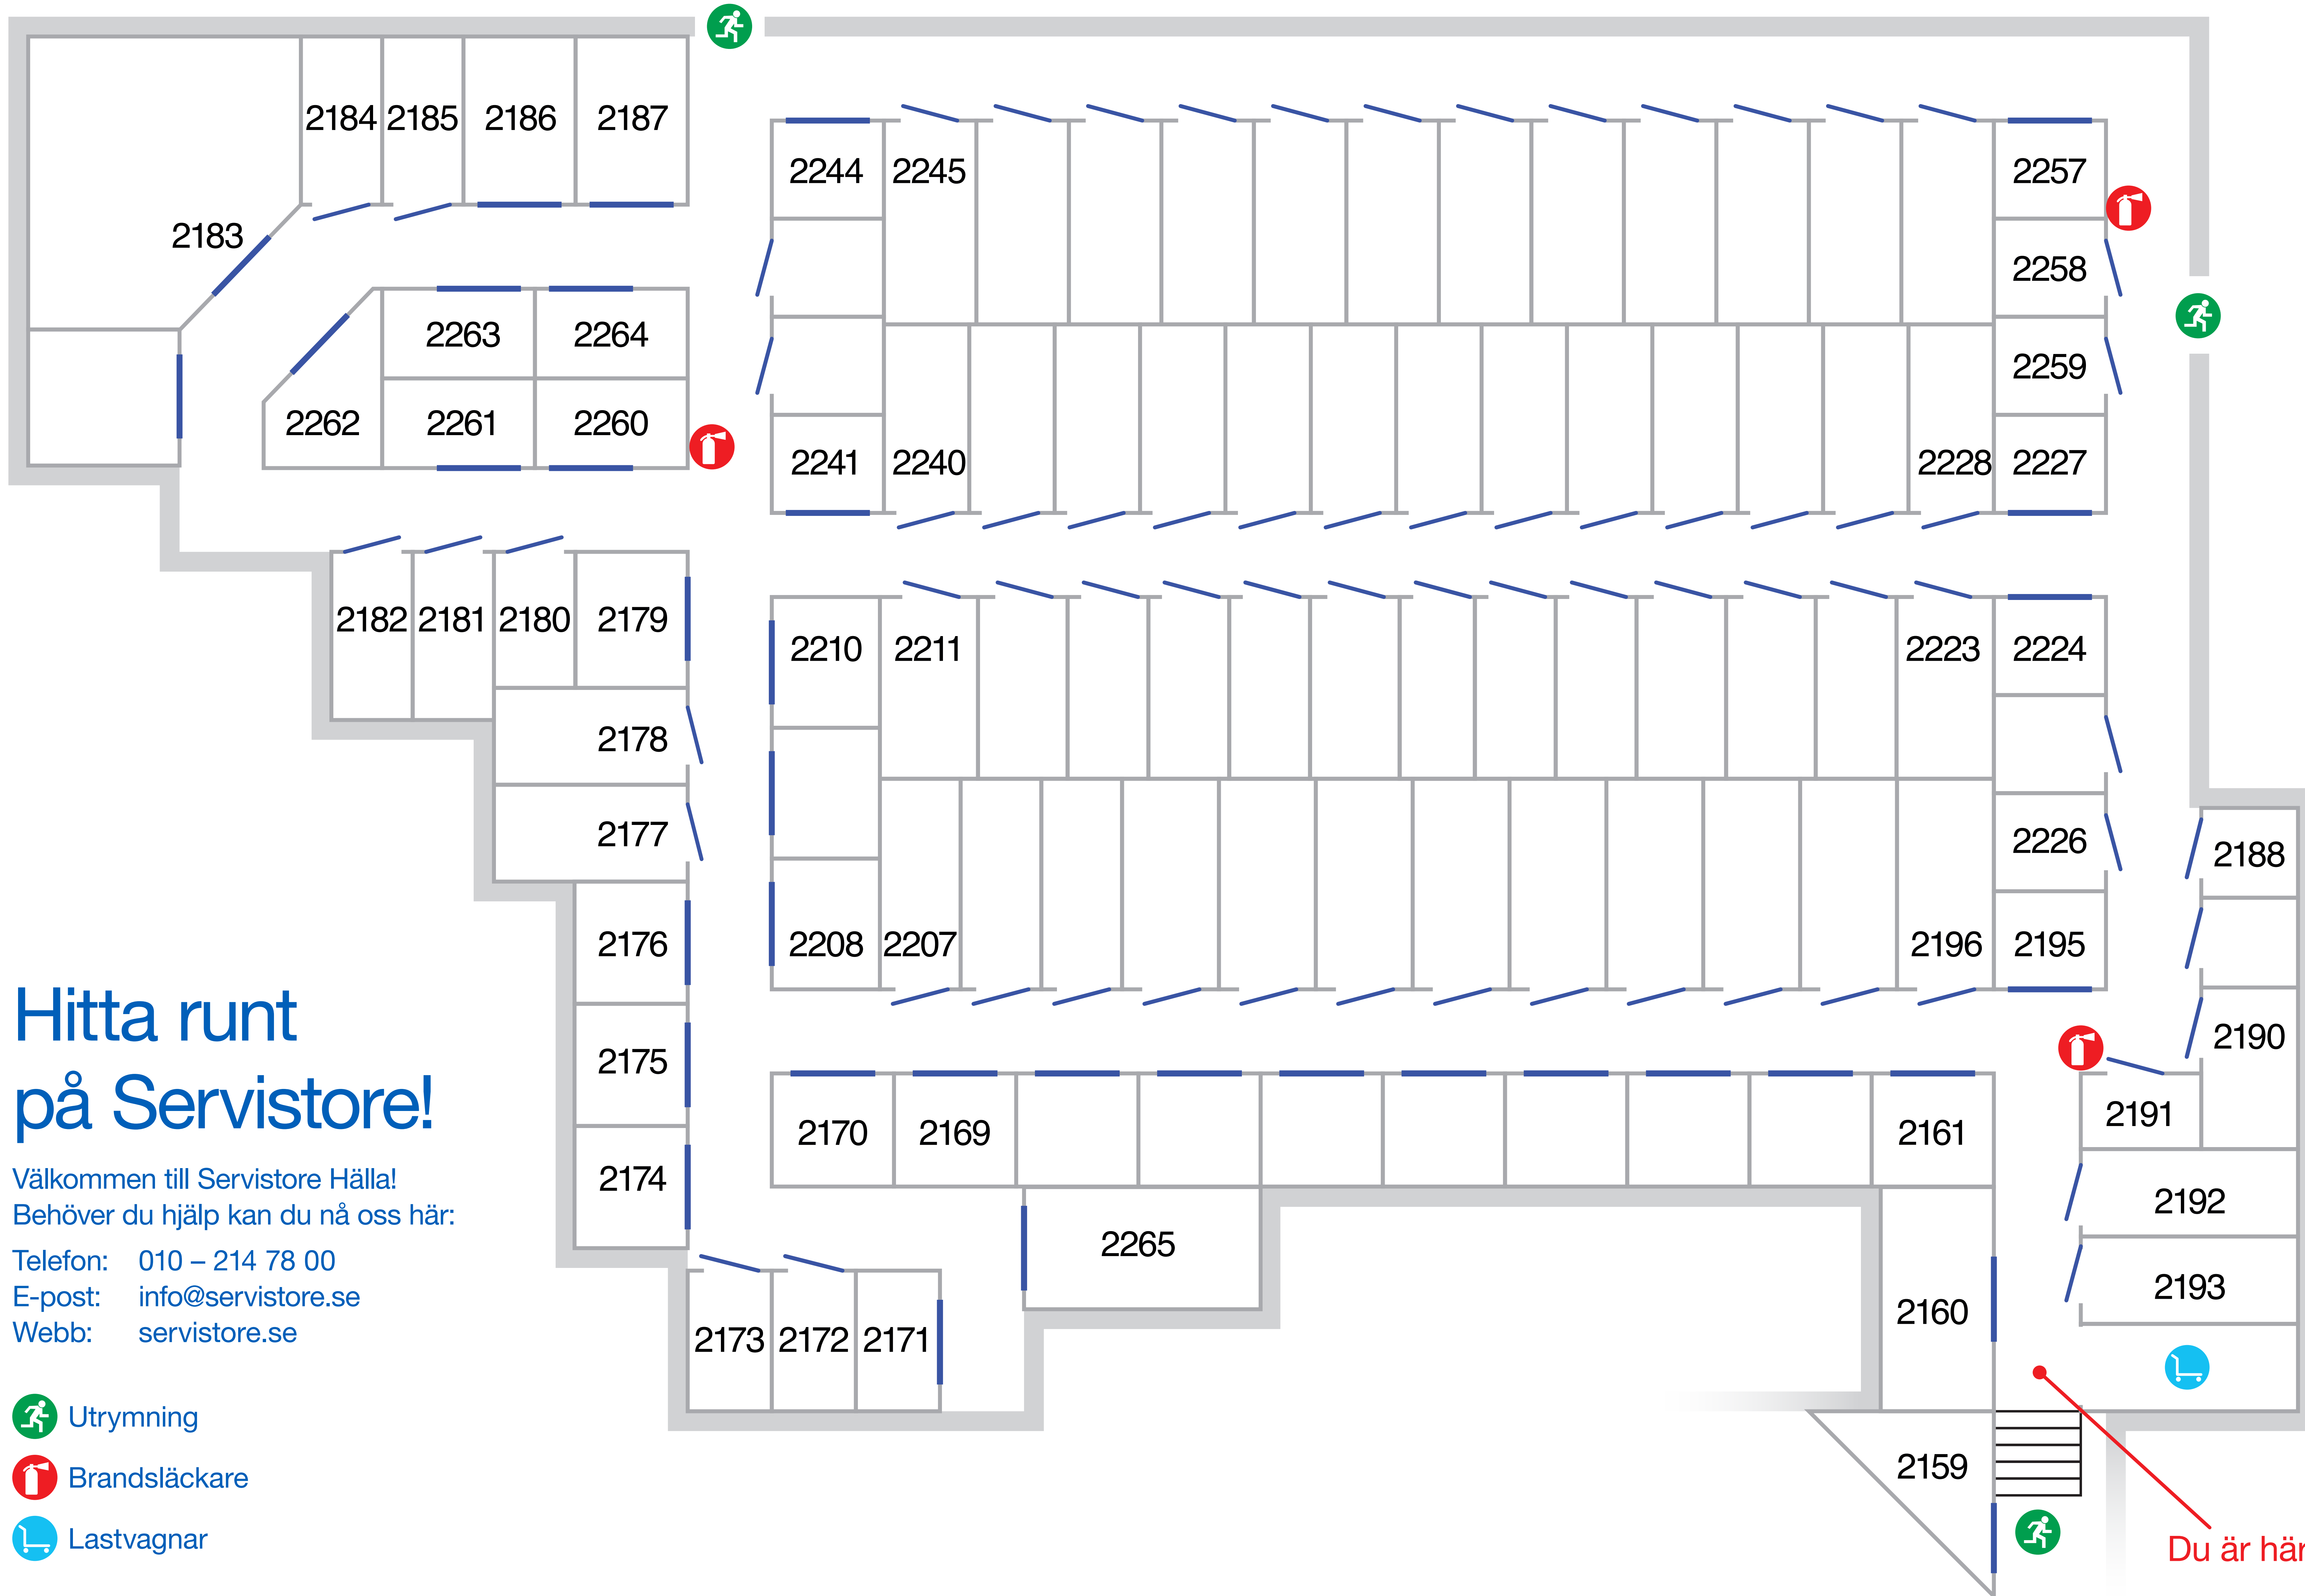 2184 2185 2186 2187
2244 2245 2257
2183
2258
2263 2264
2259
2262 2261 2260
2241 2240 2228 2227
2182 2181 2180 2179
2210 2211 2223 2224
2178
2177
2226
2188
2176
2208 2207 2196 2195
2190
2175
2191
2170 2169 2161
2174
2192
2265
2193
2160
2173 2172 2171
2159
Hitta runt
på Servistore!
Välkommen till Servistore Hälla!
Behöver du hjälp kan du nå oss här:
Telefon: 010 – 214 78 00
E-post: info@servistore.se
Webb: servistore.se
Utrymning
Brandsläckare
Lastvagnar
Du är här